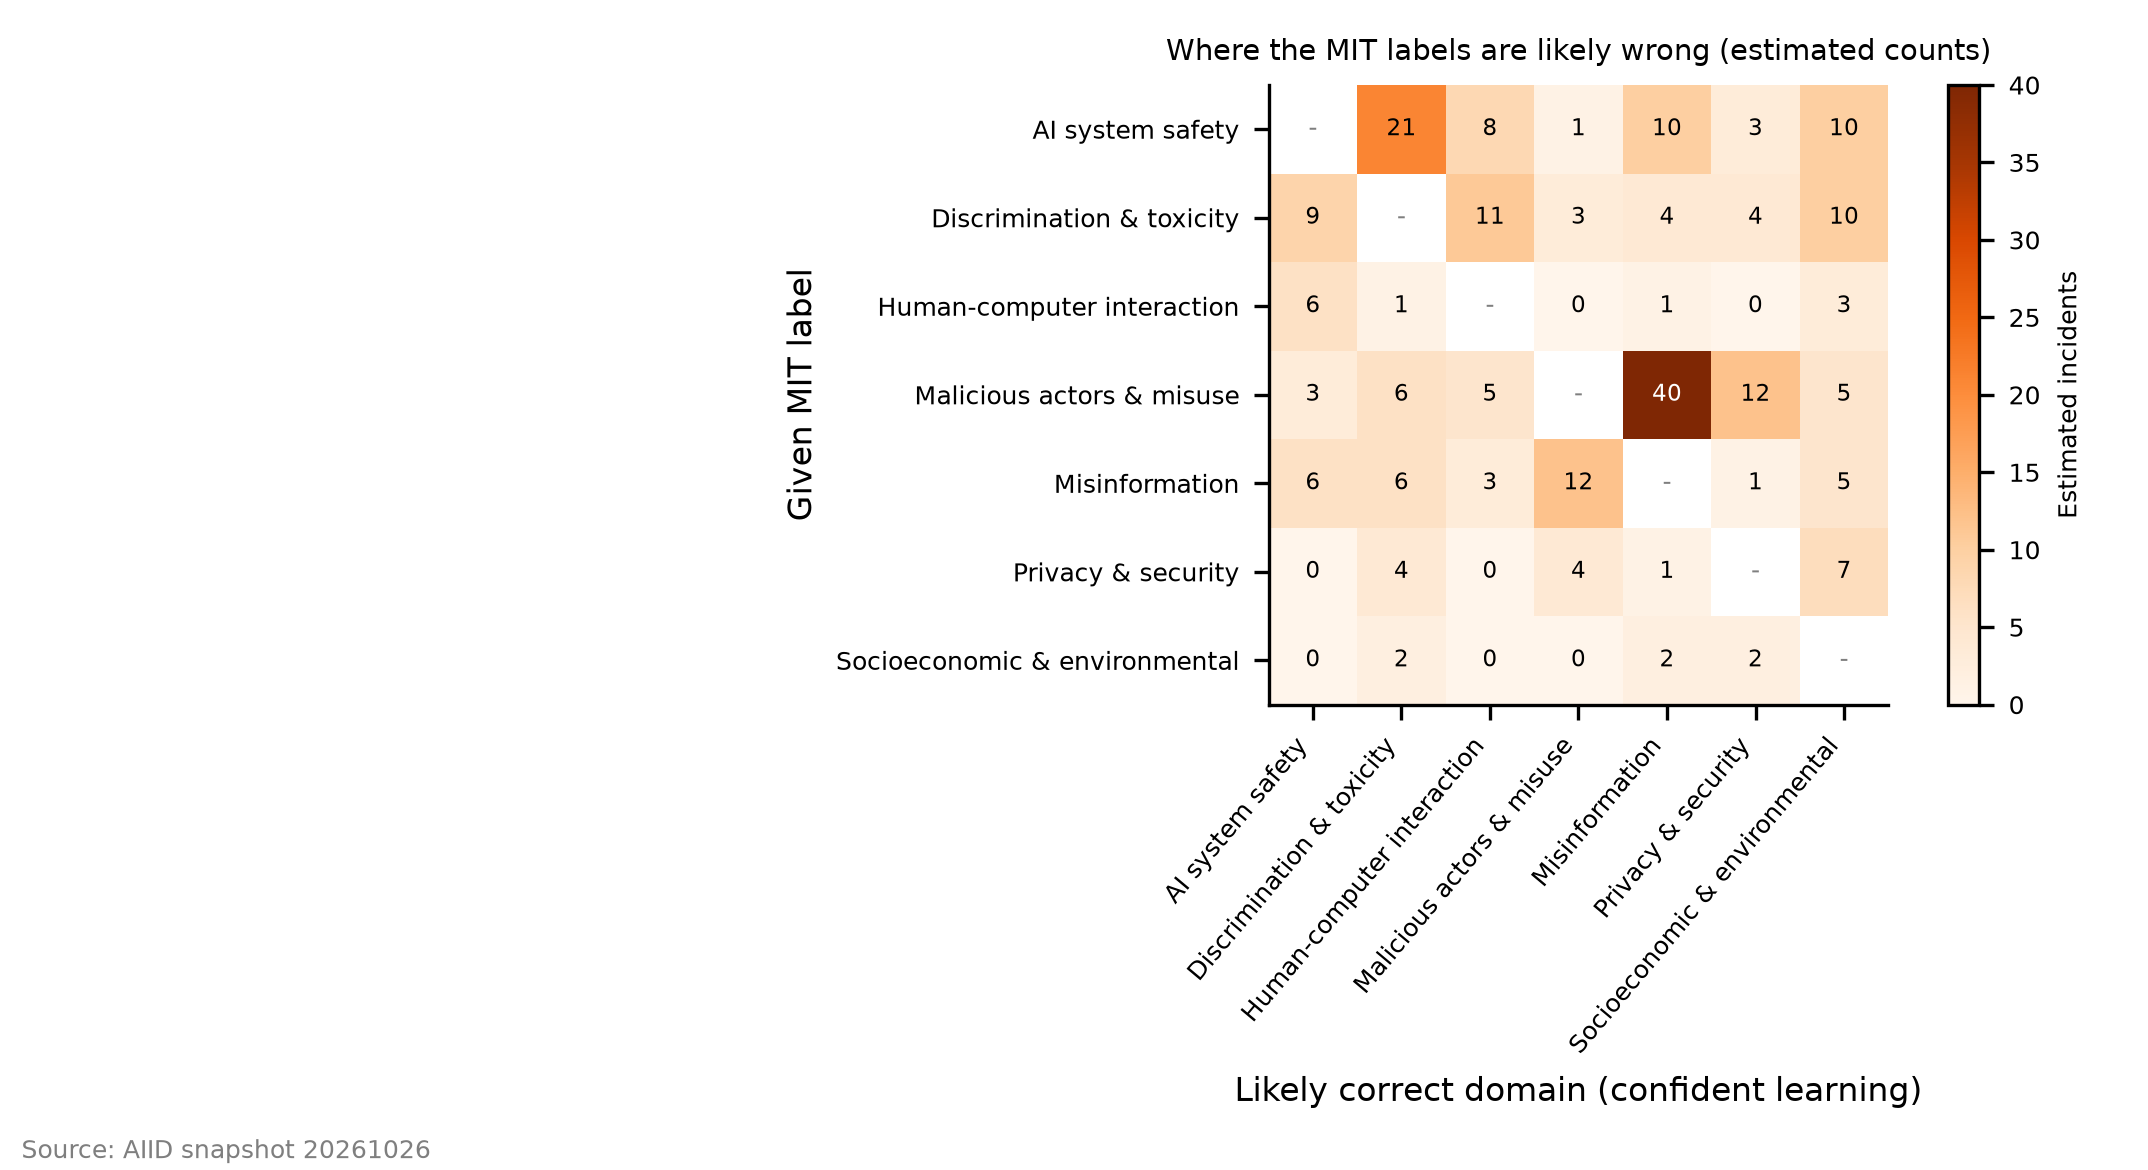 Where the MIT labels are likely wrong (estimated counts)
AI system safety - 21 8 1 10 3 10
Discrimination & toxicity 9 - 11 3 4 4 10
Human-computer interaction 6 1 - 0 1 0 3
Malicious actors & misuse 3 6 5 - 40 12 5
Misinformation 6 6 3 12 - 1 5
Privacy & security 0 4 0 4 1 - 7
Socioeconomic & environmental 0 2 0 0 2 2 -
Given MIT label
AI system safety
Discrimination & toxicity
Human-computer interaction
Malicious actors & misuse
Misinformation
Privacy & security
Socioeconomic & environmental
Likely correct domain (confident learning)
40
35
30
25
20
15
10
5
0
Estimated incidents
Source: AIID snapshot 20261026